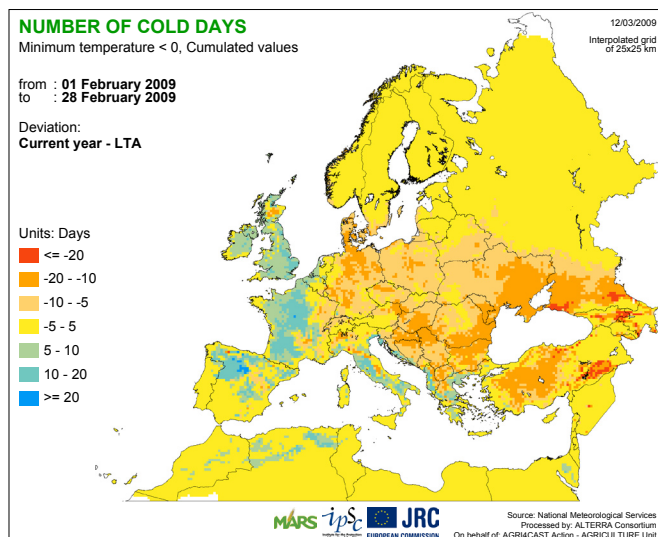 NUMBER OF COLD DAYS
Minimum temperature < 0, Cumulated values
12/03/2009
Interpolated grid
of 25x25 km
from : 01 February 2009
to : 28 February 2009
Deviation:
Current year - LTA
Units: Days
<= -20
-20 - -10
-10 - -5
-5 - 5
5 - 10
10 - 20
>= 20
MARS
ipsc
JRC
EUROPEAN COMMISSION
Source: National Meteorological Services
Processed by: ALTERRA Consortium
On behalf of: AGRI4CAST Action - AGRICULTURE Unit